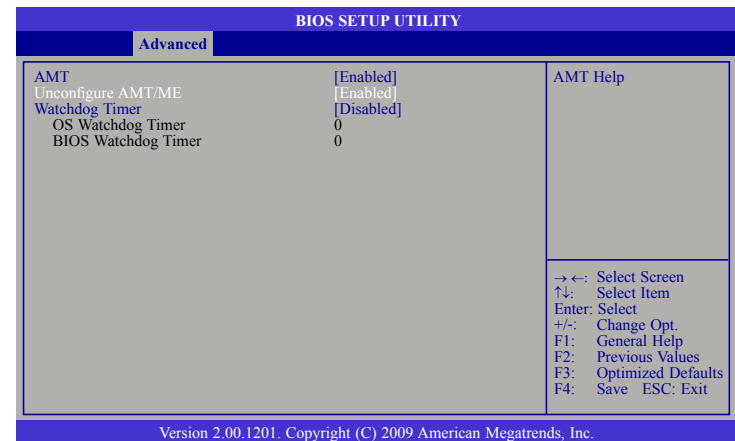 BIOS SETUP UTILITY
Advanced
AMT [Enabled]
Unconfigure AMT/ME [Enabled]
Watchdog Timer [Disabled]
OS Watchdog Timer 0
BIOS Watchdog Timer 0
AMT Help
→←: Select Screen
↑↓: Select Item
Enter: Select
+/-: Change Opt.
F1: General Help
F2: Previous Values
F3: Optimized Defaults
F4: Save ESC: Exit
Version 2.00.1201. Copyright (C) 2009 American Megatrends, Inc.